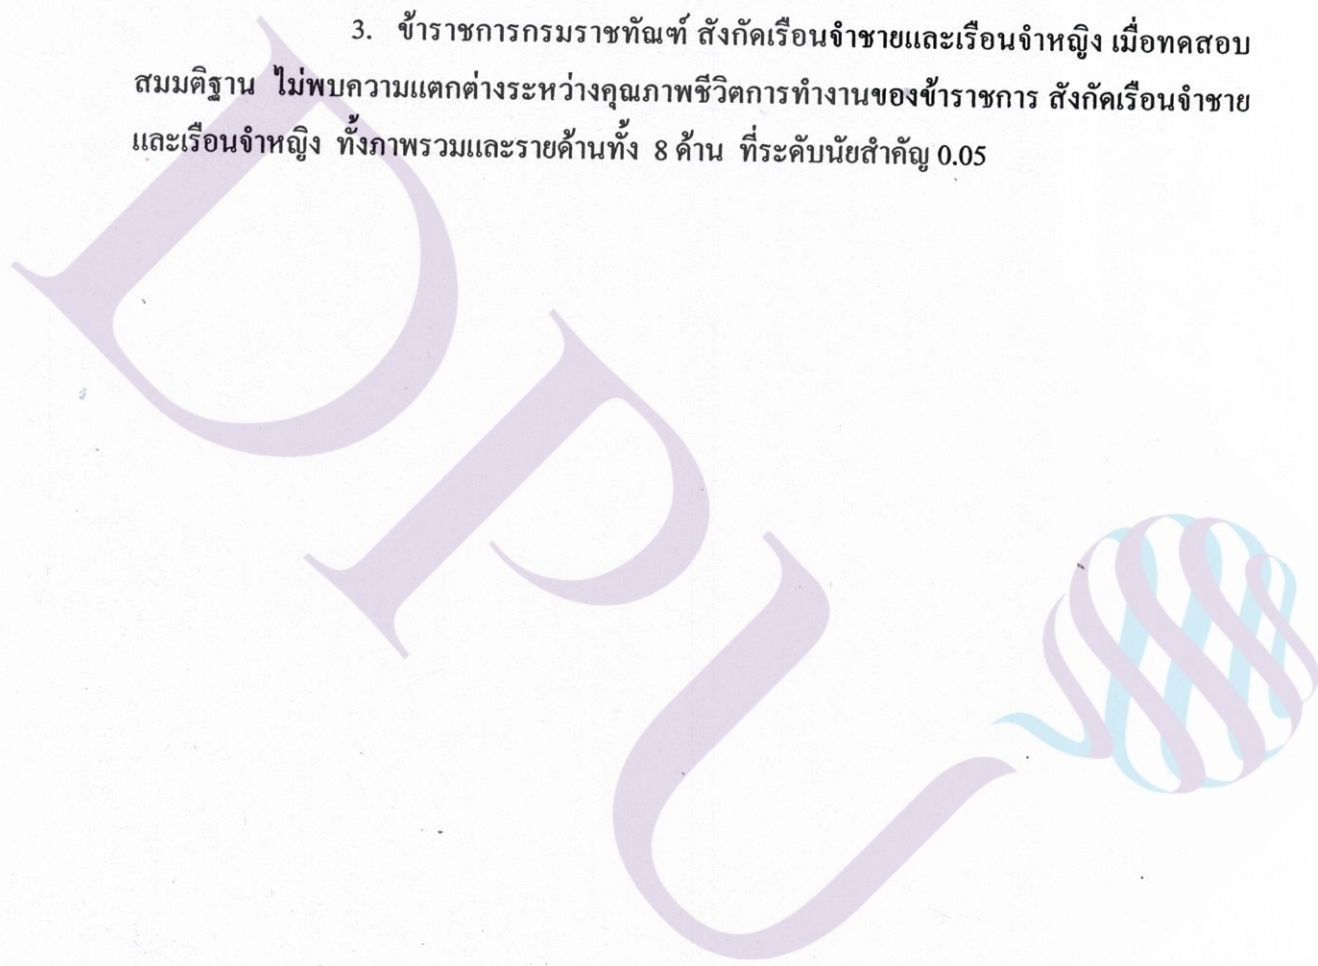 3. ข้าราชการกรมราชทัณฑ์ สังกัดเรือนจำชายและเรือนจำหญิง เมื่อทดสอบ
สมมติฐาน ไม่พบความแตกต่างระหว่างคุณภาพชีวิตการทำงานของข้าราชการ สังกัดเรือนจำชาย
และเรือนจำหญิง ทั้งภาพรวมและรายด้านทั้ง 8 ด้าน ที่ระดับนัยสำคัญ 0.05
DPU